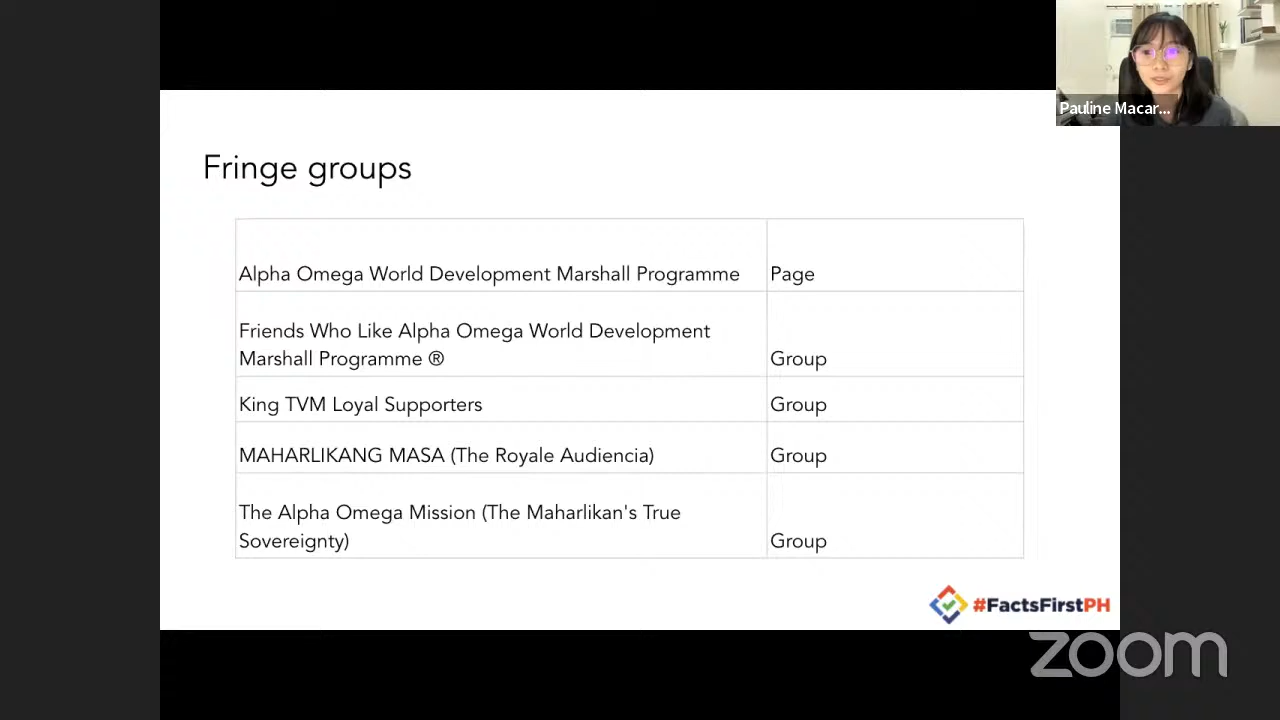 Pauline Macar...
Fringe groups
Alpha Omega World Development Marshall Programme Page
Friends Who Like Alpha Omega World Development
Marshall Programme ® Group
King TVM Loyal Supporters Group
MAHARLIKANG MASA (The Royale Audiencia) Group
The Alpha Omega Mission (The Maharlikan's True
Sovereignty) Group
#FactsFirstPH
zoom